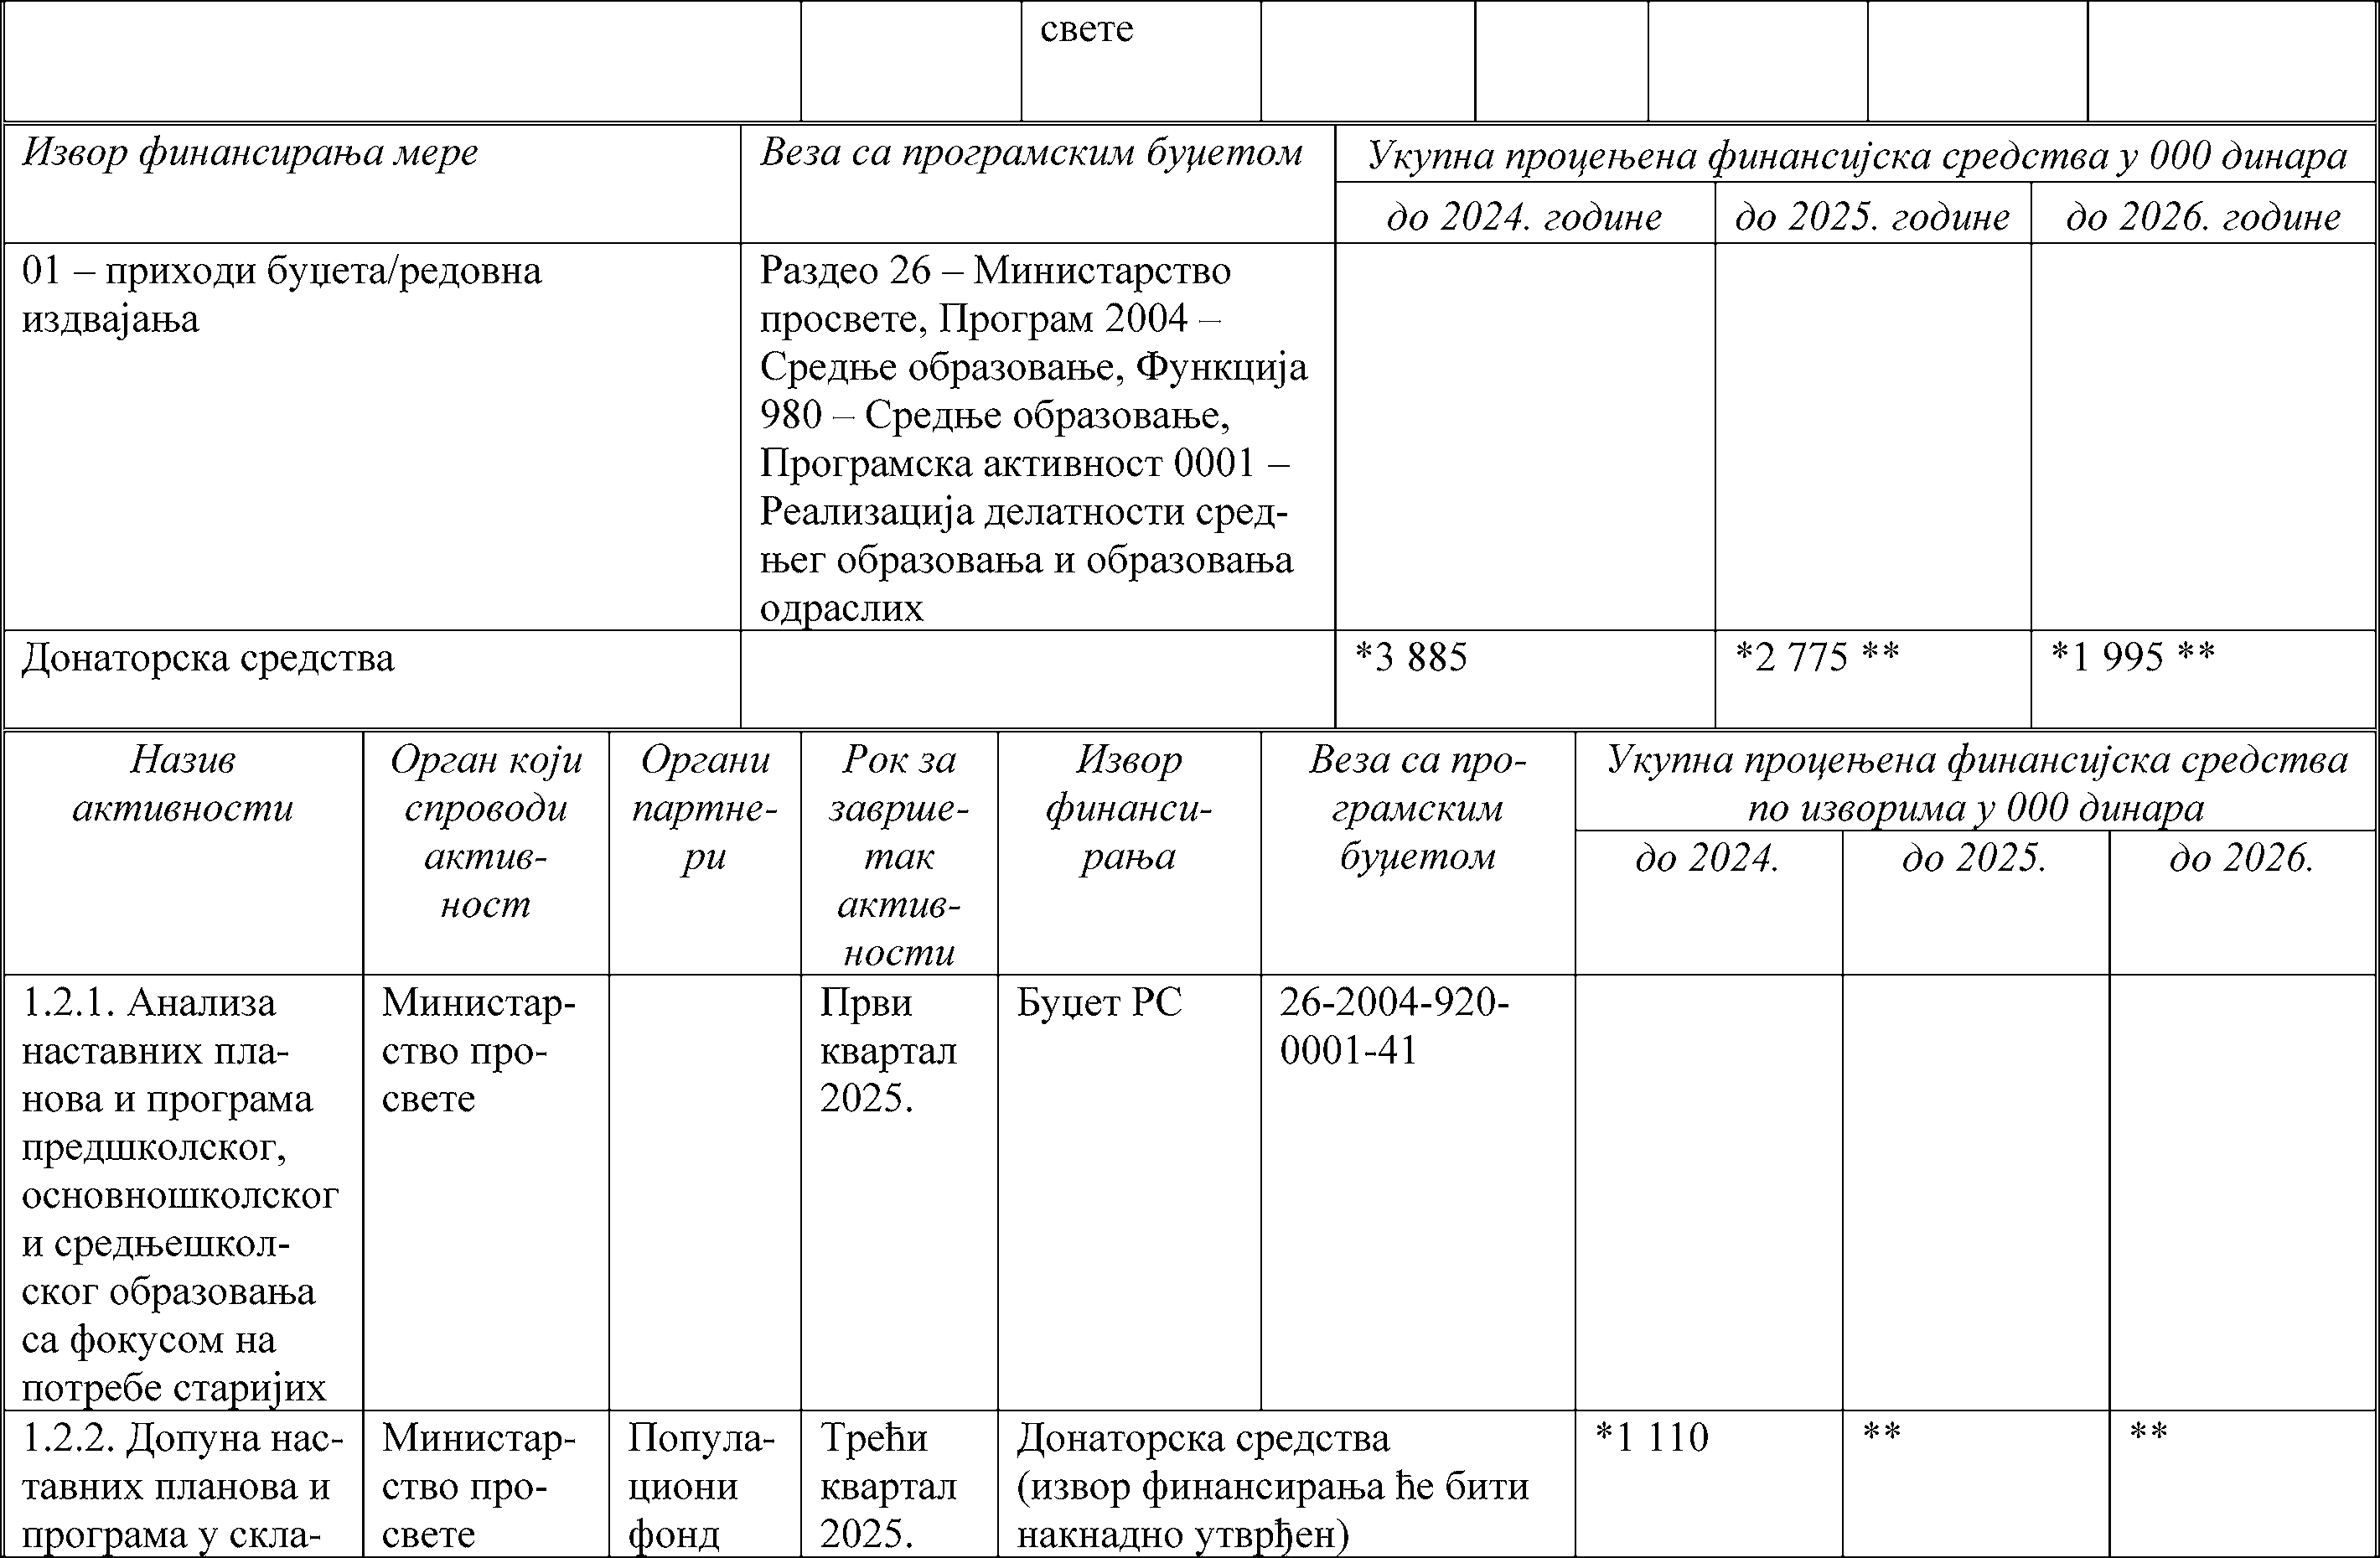 свете
Извор финансирања мере
Веза са програмским буџетом
Укупна процењена финансијска средства у 000 динара
до 2024. године
до 2025. године
до 2026. године
01 – приходи буџета/редовна
издвајања
Раздео 26 – Министарство
просвете, Програм 2004 –
Средње образовање, Функција
980 – Средње образовање,
Програмска активност 0001 –
Реализација делатности сред-
њег образовања и образовања
одраслих
Донаторска средства
*3 885
*2 775 **
*1 995 **
Назив
активности
Орган који
спроводи
актив-
ност
Органи
партне-
ри
Рок за
заврше-
так
актив-
ности
Извор
финанси-
рања
Веза са про-
грамским
буџетом
Укупна процењена финансијска средства
по изворима у 000 динара
до 2024.
до 2025.
до 2026.
1.2.1. Анализа
наставних пла-
нова и програма
предшколског,
основношколског
и средњешкол-
ског образовања
са фокусом на
потребе старијих
Министар-
ство про-
свете
Први
квартал
2025.
Буџет РС
26-2004-920-
0001-41
1.2.2. Допуна нас-
тавних планова и
програма у скла-
Министар-
ство про-
свете
Попула-
циони
фонд
Трећи
квартал
2025.
Донаторска средства
(извор финансирања ће бити
накнадно утврђен)
*1 110
**
**